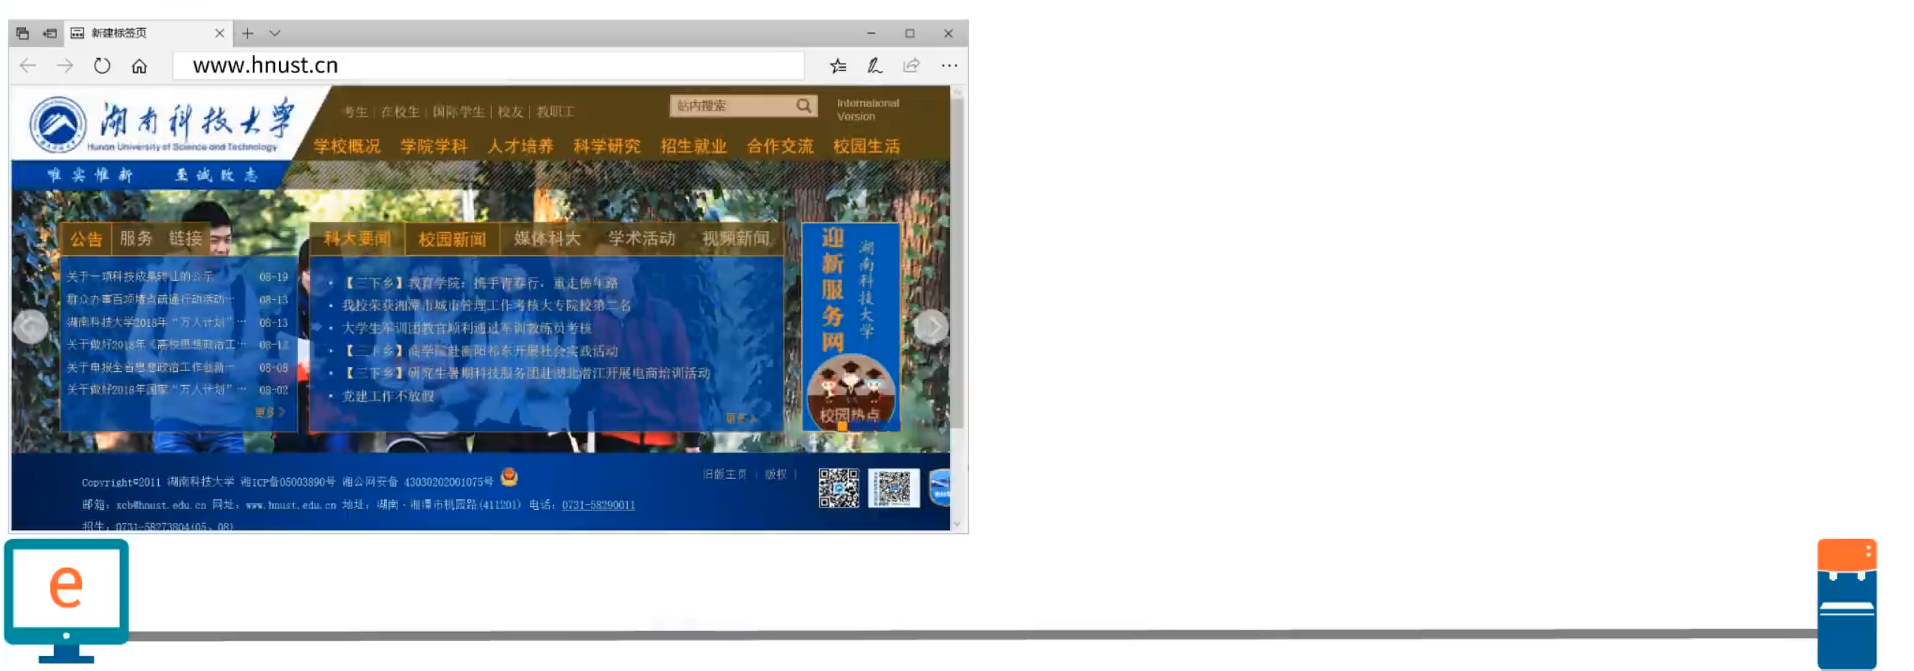 新建标签页
www.hnust.cn
湖南科技大学
Hunan University of Science and Technology
唯实惟新 至诚致志
考生 | 在校生 | 国际学生 | 校友 | 教职工
站内搜索
International
Version
学校概况 学院学科 人才培养 科学研究 招生就业 合作交流 校园生活
公告 服务 链接
关于一项科技成果转让的公示 08-19
群众办事百项堵点疏通行动活动… 08-13
湖南科技大学2018年“万人计划”… 08-13
关于做好2018年《高校思想政治工… 08-12
关于申报全省思想政治工作创新… 08-08
关于做好2018年国家“万人计划”… 08-02
更多
科大要闻 校园新闻 媒体科大 学术活动 视频新闻
【三下乡】教育学院：携手青春行，重走佛年路
我校荣获湘潭市城市管理工作考核大专院校第二名
大学生军训团教官顺利通过军训教练员考核
【三下乡】商学院赴衡阳祁东开展社会实践活动
【三下乡】研究生暑期科技服务团赴湖北潜江开展电商培训活动
党建工作不放假
更多
迎新服务网
湖南科技大学
校园热点
Copyright©2011 湖南科技大学 湘ICP备05003890号 湘公网安备 43030202001075号
旧版主页 | 版权 |
邮箱: xcb@hnust.edu.cn 网址: www.hnust.edu.cn 地址: 湖南·湘潭市桃园路(411201) 电话: 0731-58290011
招生: 0731-58273804(05、08)
e